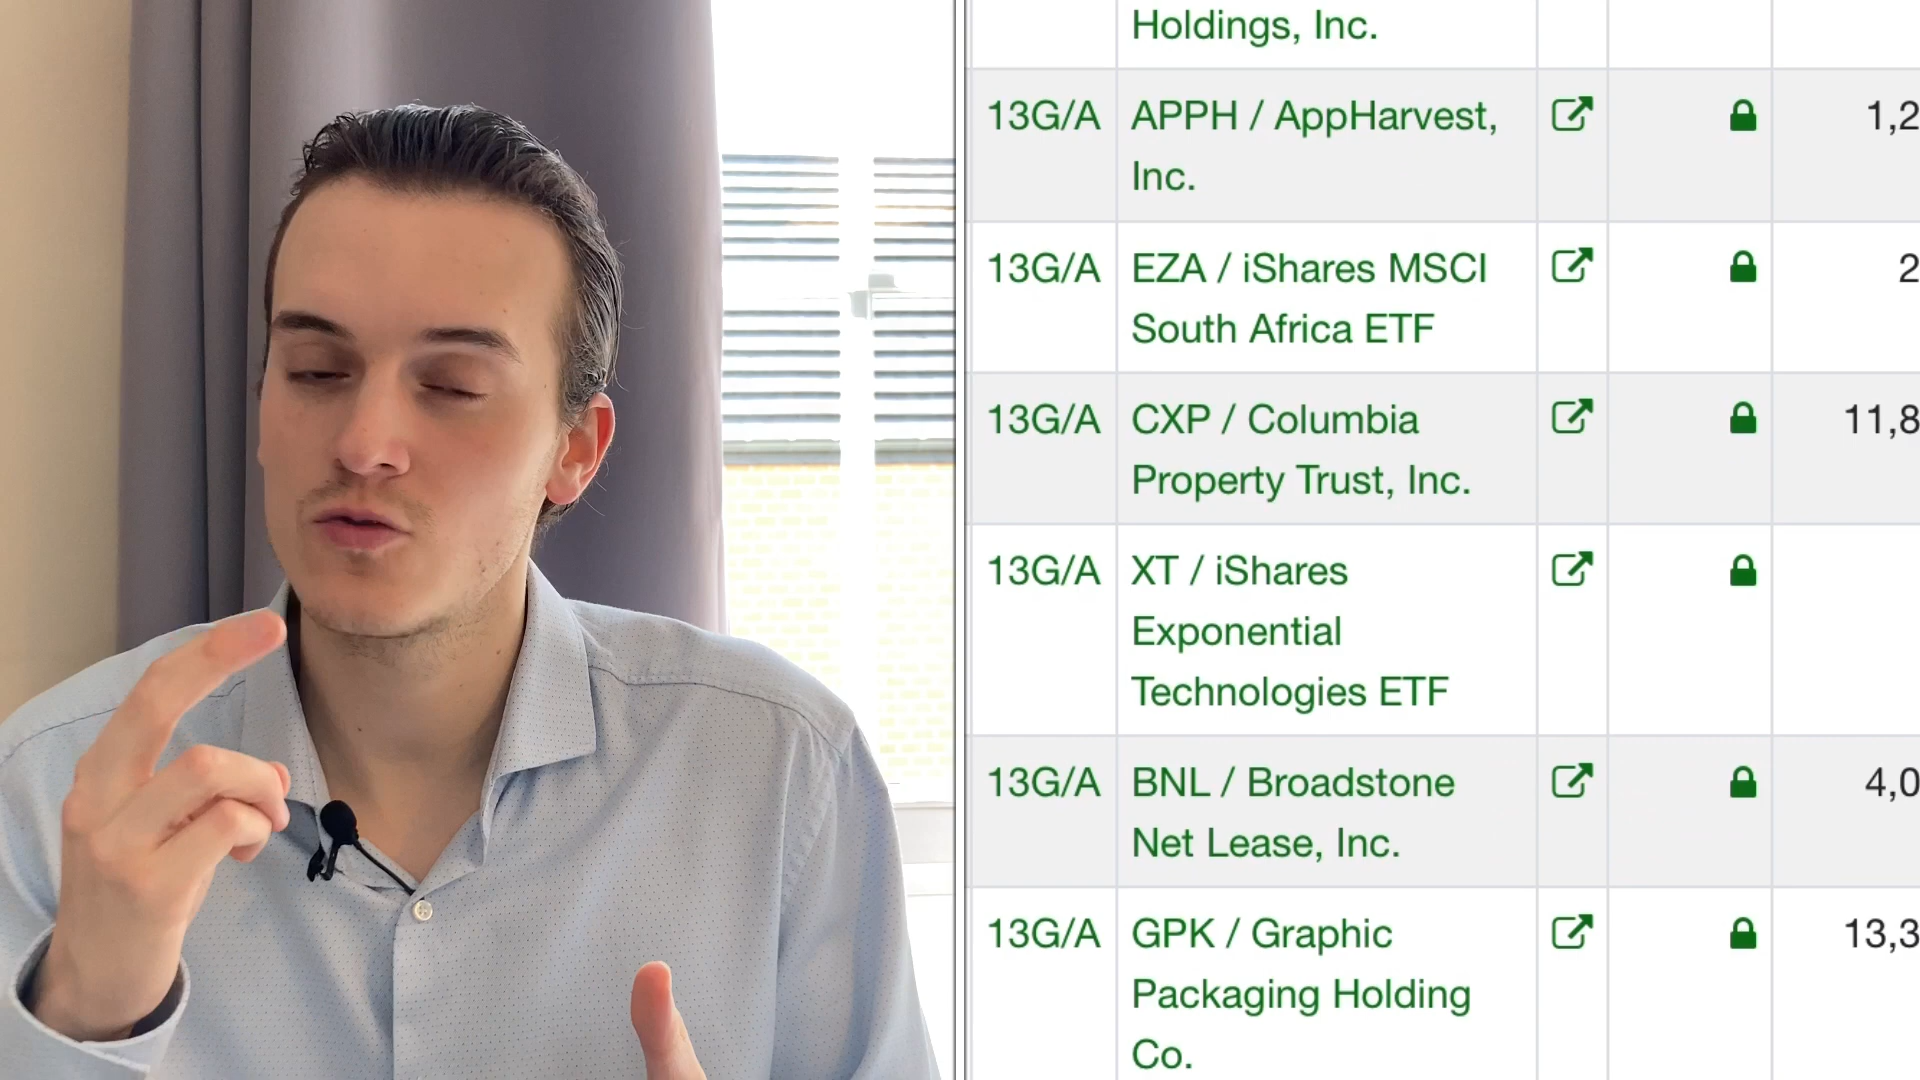 Holdings, Inc.
13G/A APPH / AppHarvest, 1,2
Inc.
13G/A EZA / iShares MSCI 2
South Africa ETF
13G/A CXP / Columbia 11,8
Property Trust, Inc.
13G/A XT / iShares
Exponential
Technologies ETF
13G/A BNL / Broadstone 4,0
Net Lease, Inc.
13G/A GPK / Graphic 13,3
Packaging Holding
Co.